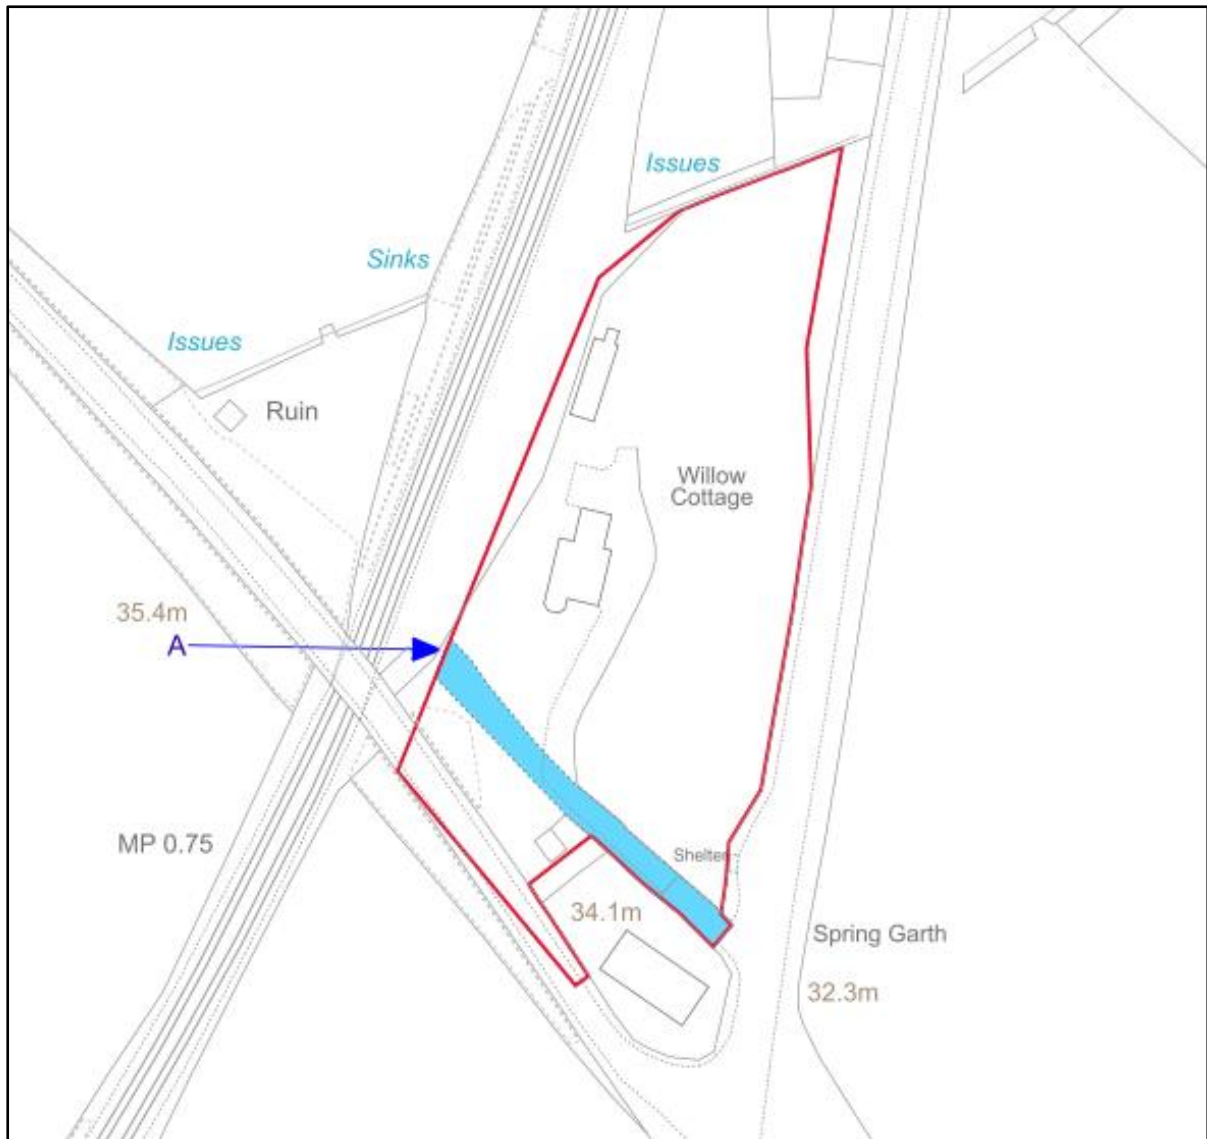 Issues
Sinks
Issues
Ruin
Willow
Cottage
35.4m
A
MP 0.75
Shelter
34.1m
Spring Garth
32.3m